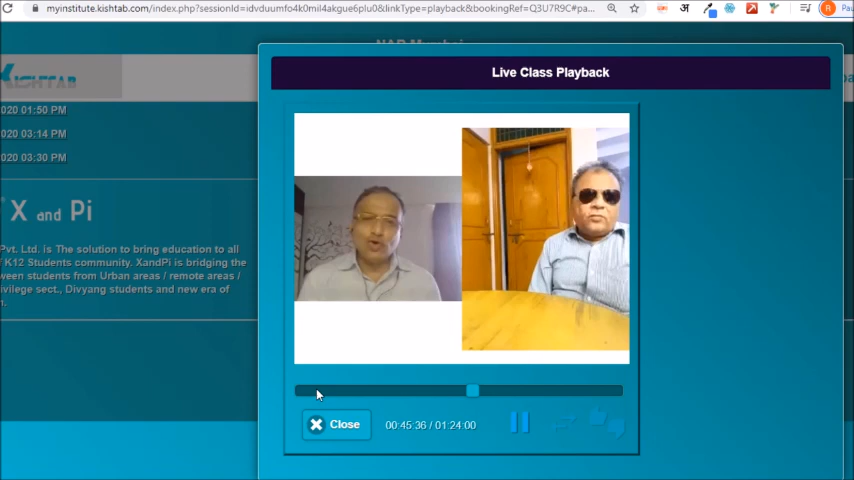 myinstitute.kishtab.com/index.php?sessionId=idvduumfo4k0mil4akgue6plu0&linkType=playback&bookingRef=Q3U7R9C#pa...
अ
R
Pau
Live Class Playback
KISHTAB
020 01:50 PM
020 03:14 PM
020 03:30 PM
X and Pi
Pvt. Ltd. is The solution to bring education to all
f K12 Students community. XandPi is bridging the
ween students from Urban areas / remote areas /
ivilege sect., Divyang students and new era of
n.
Close
00:45:36 / 01:24:00